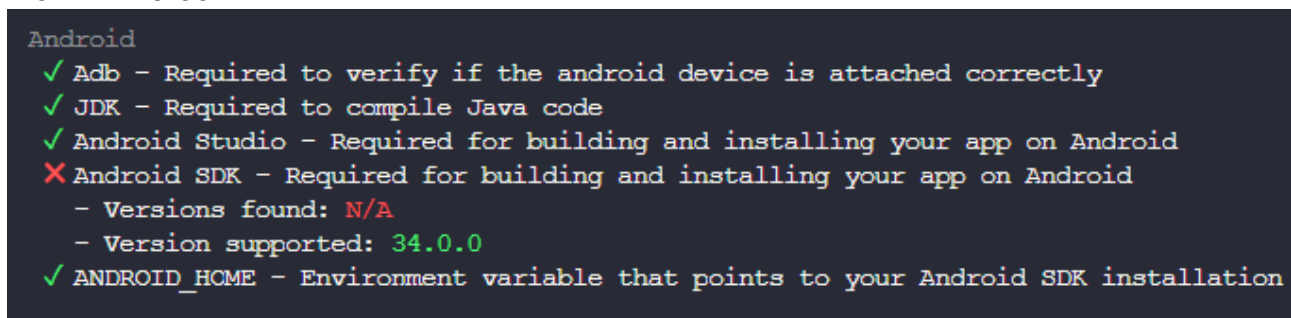 Android
✓ Adb - Required to verify if the android device is attached correctly
✓ JDK - Required to compile Java code
✓ Android Studio - Required for building and installing your app on Android
✕ Android SDK - Required for building and installing your app on Android
- Versions found: N/A
- Version supported: 34.0.0
✓ ANDROID_HOME - Environment variable that points to your Android SDK installation